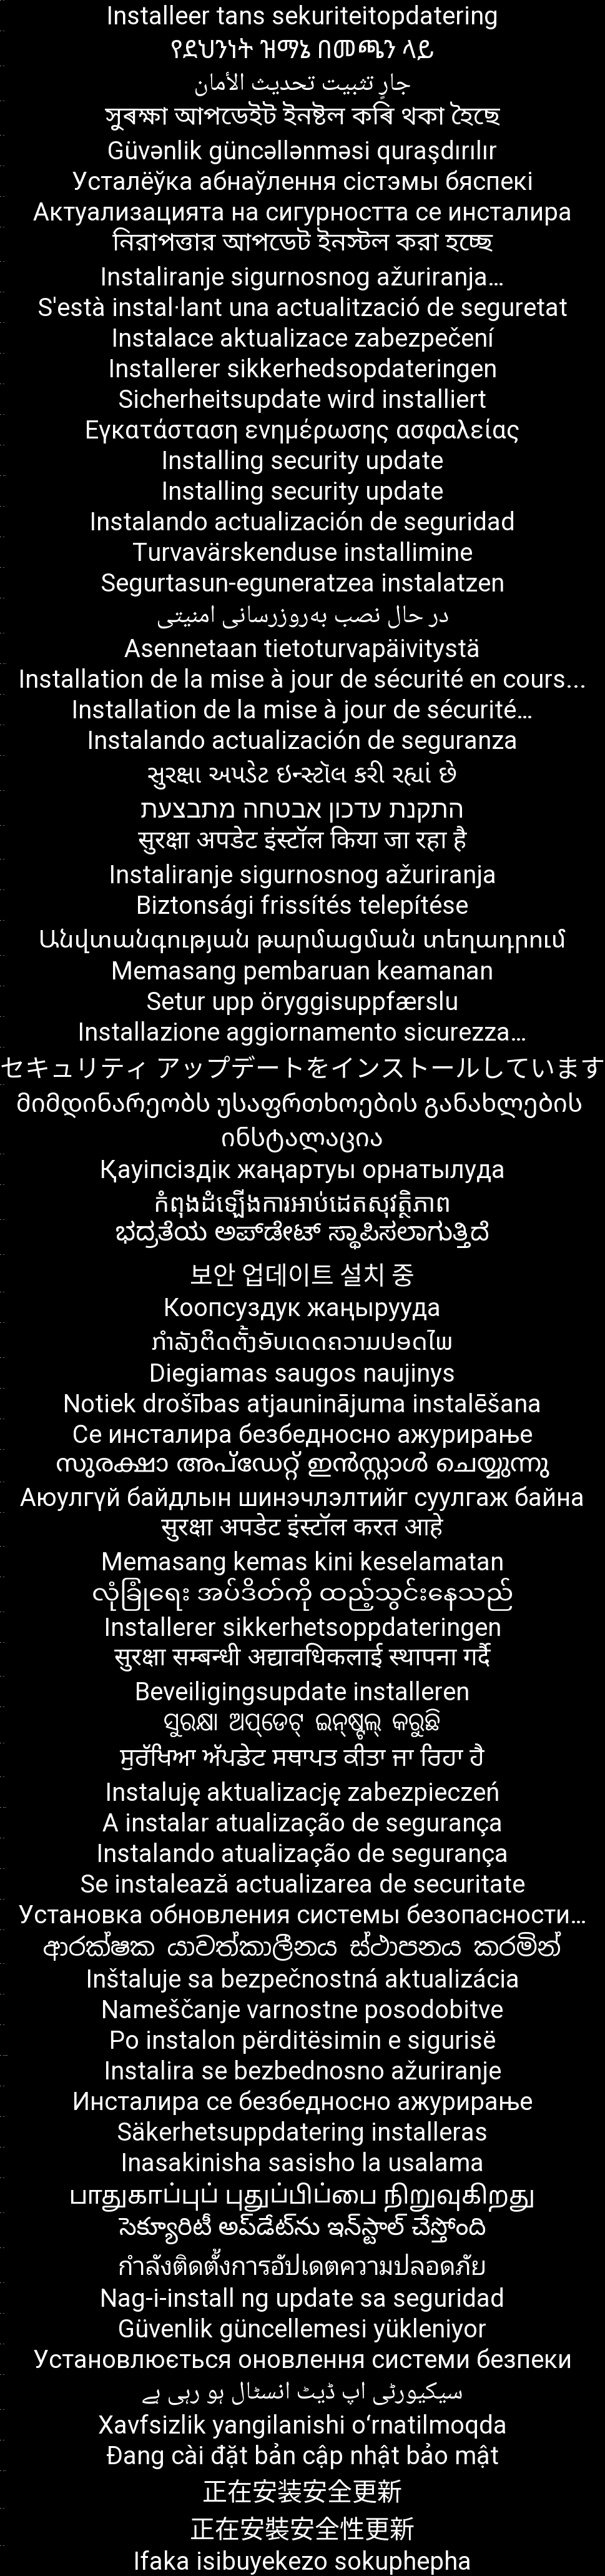 Installeer tans sekuriteitopdatering
የደህንነት ዝማኔ በመጫን ላይ
جارٍ تثبيت تحديث الأمان
সুৰক্ষা আপডেইট ইনষ্টল কৰি থকা হৈছে
Güvənlik güncəllənməsi quraşdırılır
Усталёўка абнаўлення сістэмы бяспекі
Актуализацията на сигурността се инсталира
নিরাপত্তার আপডেট ইনস্টল করা হচ্ছে
Instaliranje sigurnosnog ažuriranja…
S'està instal·lant una actualització de seguretat
Instalace aktualizace zabezpečení
Installerer sikkerhedsopdateringen
Sicherheitsupdate wird installiert
Εγκατάσταση ενημέρωσης ασφαλείας
Installing security update
Installing security update
Instalando actualización de seguridad
Turvavärskenduse installimine
Segurtasun-eguneratzea instalatzen
در حال نصب به‌روزرسانی امنیتی
Asennetaan tietoturvapäivitystä
Installation de la mise à jour de sécurité en cours...
Installation de la mise à jour de sécurité…
Instalando actualización de seguranza
સુરક્ષા અપડેટ ઇન્સ્ટૉલ કરી રહ્યાં છે
התקנת עדכון אבטחה מתבצעת
सुरक्षा अपडेट इंस्टॉल किया जा रहा है
Instaliranje sigurnosnog ažuriranja
Biztonsági frissítés telepítése
Անվտանգության թարմացման տեղադրում
Memasang pembaruan keamanan
Setur upp öryggisuppfærslu
Installazione aggiornamento sicurezza…
セキュリティ アップデートをインストールしています
მიმდინარეობს უსაფრთხოების განახლების
ინსტალაცია
Қауіпсіздік жаңартуы орнатылуда
កំពុងដំឡើងការអាប់ដេតសុវត្ថិភាព
ಭದ್ರತೆಯ ಅಪ್‌ಡೇಟ್‌ ಸ್ಥಾಪಿಸಲಾಗುತ್ತಿದೆ
보안 업데이트 설치 중
Коопсуздук жаңырууда
ກຳລັງຕິດຕັ້ງອັບເດດຄວາມປອດໄພ
Diegiamas saugos naujinys
Notiek drošības atjauninājuma instalēšana
Се инсталира безбедносно ажурирање
സുരക്ഷാ അപ്ഡേറ്റ് ഇൻസ്റ്റാൾ ചെയ്യുന്നു
Аюулгүй байдлын шинэчлэлтийг суулгаж байна
सुरक्षा अपडेट इंस्टॉल करत आहे
Memasang kemas kini keselamatan
လုံခြုံရေး အပ်ဒိတ်ကို ထည့်သွင်းနေသည်
Installerer sikkerhetsoppdateringen
सुरक्षा सम्बन्धी अद्यावधिकलाई स्थापना गर्दै
Beveiligingsupdate installeren
ସୁରକ୍ଷା ଅପ୍‌ଡେଟ୍‌ ଇନ୍‌ଷ୍ଟଲ୍‌ କରୁଛି
ਸੁਰੱਖਿਆ ਅੱਪਡੇਟ ਸਥਾਪਤ ਕੀਤਾ ਜਾ ਰਿਹਾ ਹੈ
Instaluję aktualizację zabezpieczeń
A instalar atualização de segurança
Instalando atualização de segurança
Se instalează actualizarea de securitate
Установка обновления системы безопасности…
ආරක්ෂක යාවත්කාලීනය ස්ථාපනය කරමින්
Inštaluje sa bezpečnostná aktualizácia
Nameščanje varnostne posodobitve
Po instalon përditësimin e sigurisë
Instalira se bezbednosno ažuriranje
Инсталира се безбедносно ажурирање
Säkerhetsuppdatering installeras
Inasakinisha sasisho la usalama
பாதுகாப்புப் புதுப்பிப்பை நிறுவுகிறது
సెక్యూరిటీ అప్‌డేట్‌ను ఇన్‌స్టాల్ చేస్తోంది
กำลังติดตั้งการอัปเดตความปลอดภัย
Nag-i-install ng update sa seguridad
Güvenlik güncellemesi yükleniyor
Установлюється оновлення системи безпеки
سیکیورٹی اپ ڈیٹ انسٹال ہو رہی ہے
Xavfsizlik yangilanishi o‘rnatilmoqda
Đang cài đặt bản cập nhật bảo mật
正在安装安全更新
正在安裝安全性更新
Ifaka isibuyekezo sokuphepha